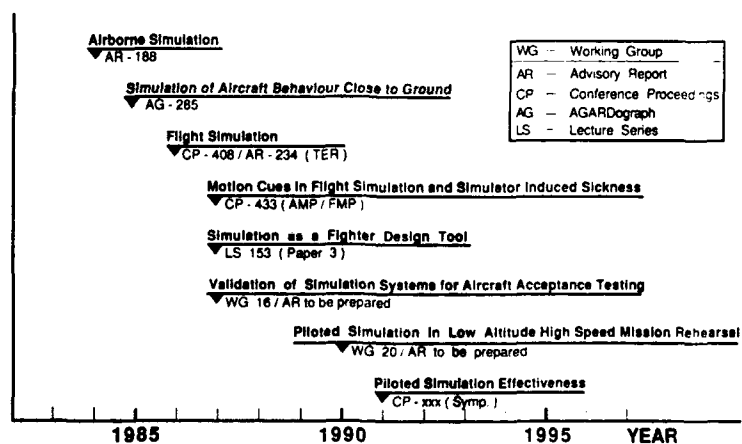 Airborne Simulation
AR - 188
Simulation of Aircraft Behaviour Close to Ground
AG - 285
Flight Simulation
CP - 408 / AR - 234 ( TER )
Motion Cues in Flight Simulation and Simulator Induced Sickness
CP - 433 ( AMP / FMP )
Simulation as a Fighter Design Tool
LS 153 ( Paper 3 )
Validation of Simulation Systems for Aircraft Acceptance Testing
WG 16 / AR to be prepared
Piloted Simulation in Low Altitude High Speed Mission Rehearsal
WG 20 / AR to be prepared
Piloted Simulation Effectiveness
CP - xxx ( Symp. )
WG – Working Group
AR – Advisory Report
CP – Conference Proceedings
AG – AGARDograph
LS – Lecture Series
1985 1990 1995 YEAR